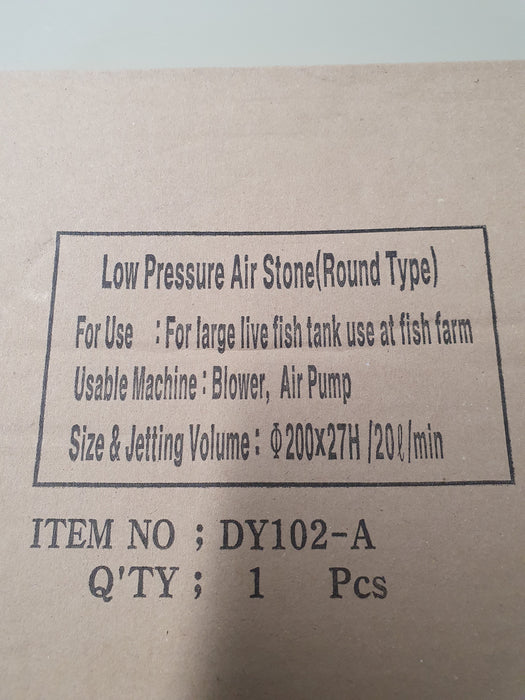 Low Pressure Air Stone(Round Type)
For Use : For large live fish tank use at fish farm
Usable Machine : Blower, Air Pump
Size & Jetting Volume : Φ200x27H /20ℓ/min
ITEM NO ; DY102-A
Q'TY ; 1 Pcs